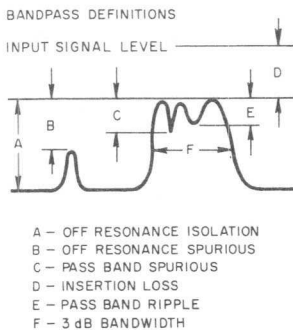 BANDPASS DEFINITIONS
INPUT SIGNAL LEVEL
D
B
C
E
A
F
A – OFF RESONANCE ISOLATION
B – OFF RESONANCE SPURIOUS
C – PASS BAND SPURIOUS
D – INSERTION LOSS
E – PASS BAND RIPPLE
F – 3 dB BANDWIDTH